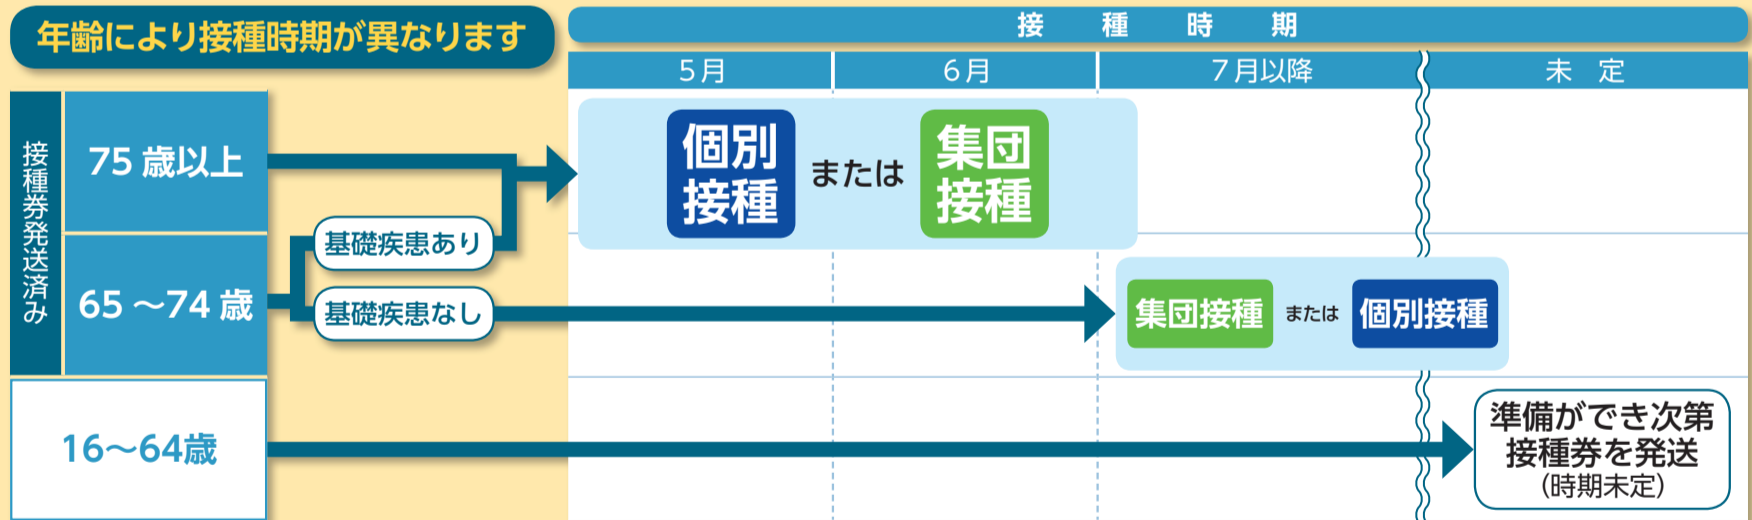 年齢により接種時期が異なります
接種時期
5月
6月
7月以降
未定
接種券発送済み
75歳以上
個別
接種
または
集団
接種
基礎疾患あり
65～74歳
基礎疾患なし
集団接種
または
個別接種
16～64歳
準備ができ次第
接種券を発送
(時期未定)